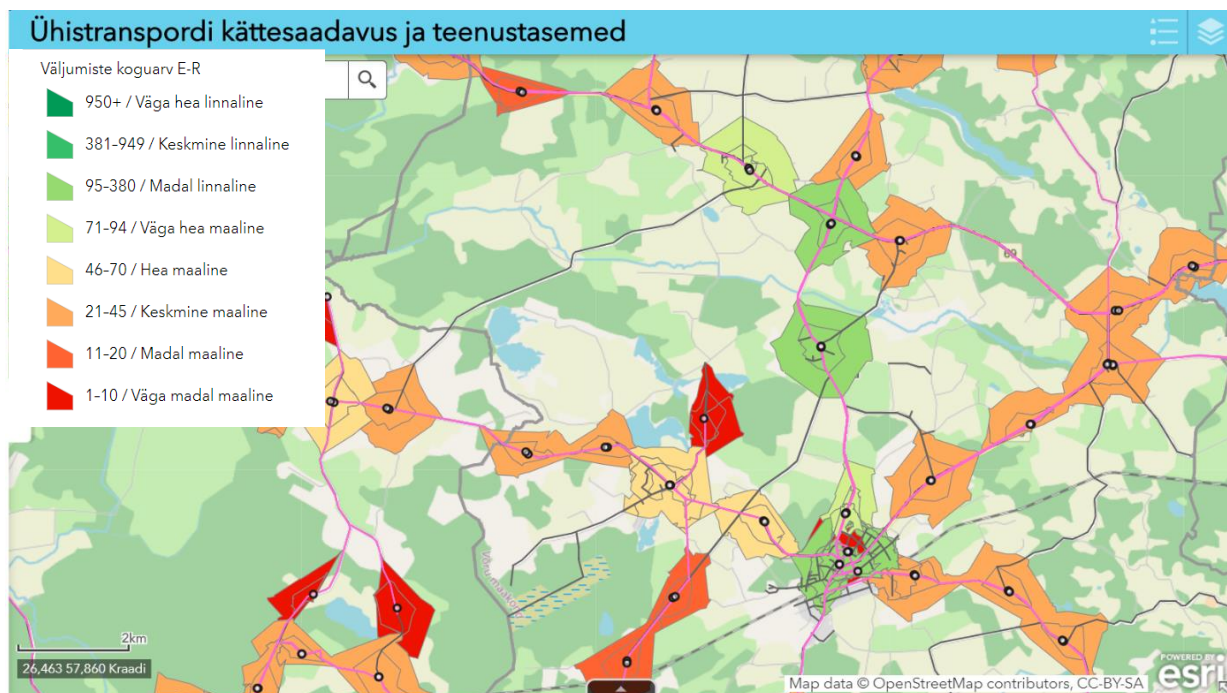 Ühistranspordi kättesaadavus ja teenustasemed
Väljumiste koguarv E-R
950+ / Väga hea linnaline
381-949 / Keskmine linnaline
95-380 / Madal linnaline
71-94 / Väga hea maaline
46-70 / Hea maaline
21-45 / Keskmine maaline
11-20 / Madal maaline
1-10 / Väga madal maaline
69
Võru maakond
2km
26,463 57,860 Kraadi
Map data © OpenStreetMap contributors, CC-BY-SA
POWERED BY
esri